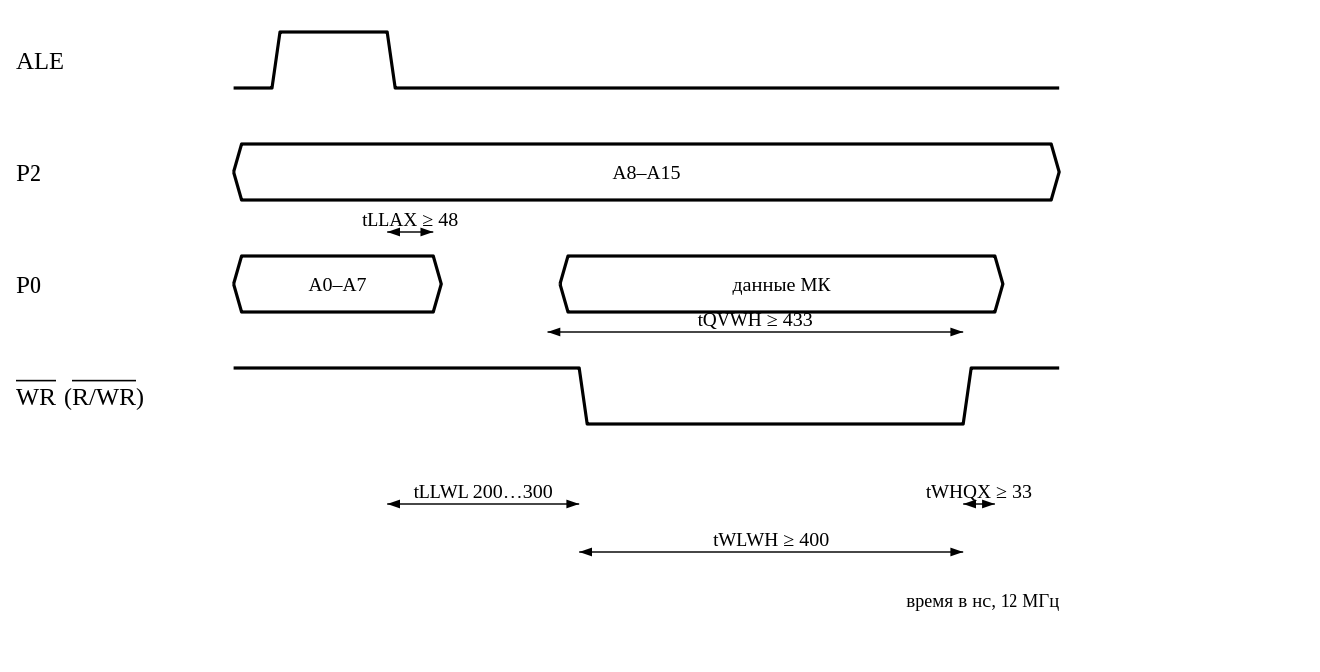 ALE
P2
A8–A15
tLLAX ≥ 48
P0
A0–A7
данные МК
tQVWH ≥ 433
WR (R/WR)
tLLWL 200…300
tWHQX ≥ 33
tWLWH ≥ 400
время в нс, 12 МГц